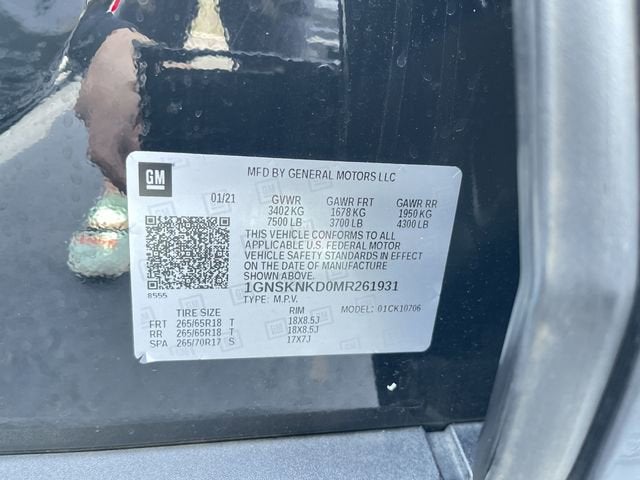 GM
MFD BY GENERAL MOTORS LLC
01/21 GVWR GAWR FRT GAWR RR
3402 KG 1678 KG 1950 KG
7500 LB 3700 LB 4300 LB
THIS VEHICLE CONFORMS TO ALL
APPLICABLE U.S. FEDERAL MOTOR
VEHICLE SAFETY STANDARDS IN EFFECT
ON THE DATE OF MANUFACTURE
SHOWN ABOVE.
8555 1GNSKNKD0MR261931
TYPE: M.P.V. MODEL: 01CK10706
TIRE SIZE RIM
FRT 265/65R18 T 18X8.5J
RR 265/65R18 T 18X8.5J
SPA 265/70R17 S 17X7J